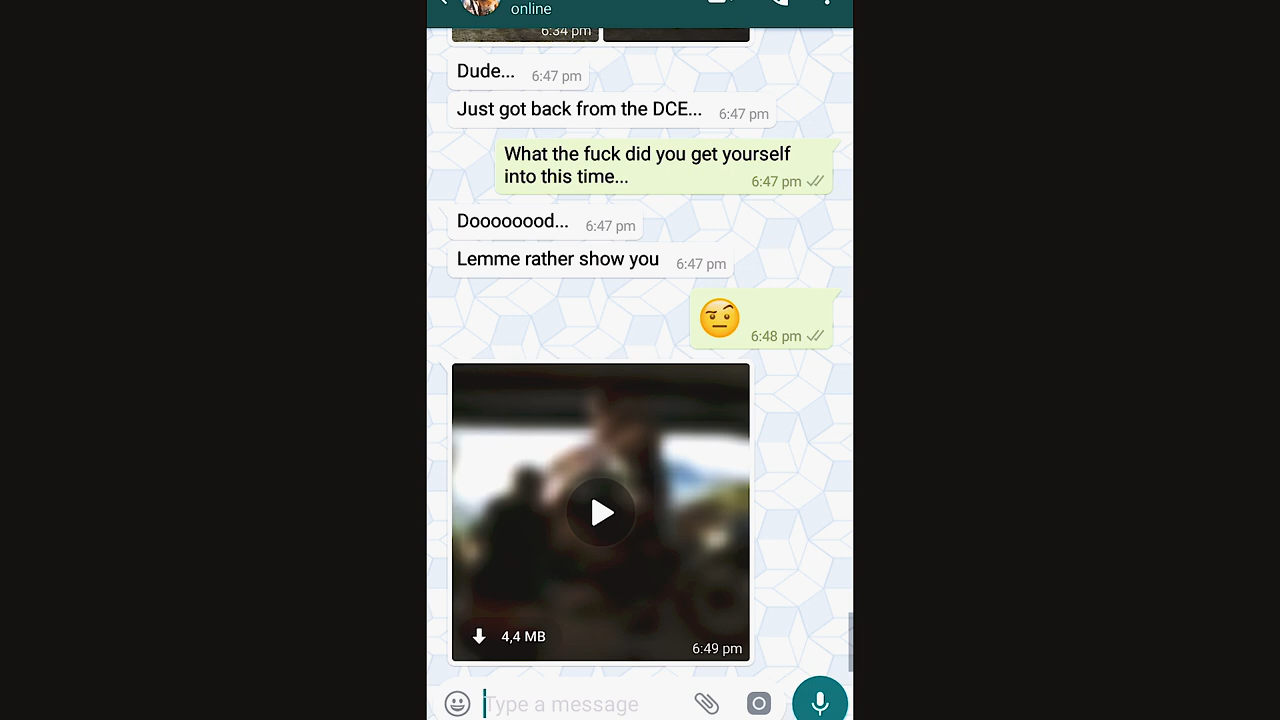 online
6:34 pm
Dude... 6:47 pm
Just got back from the DCE... 6:47 pm
What the fuck did you get yourself
into this time... 6:47 pm
Doooooood... 6:47 pm
Lemme rather show you 6:47 pm
6:48 pm
4,4 MB
6:49 pm
Type a message